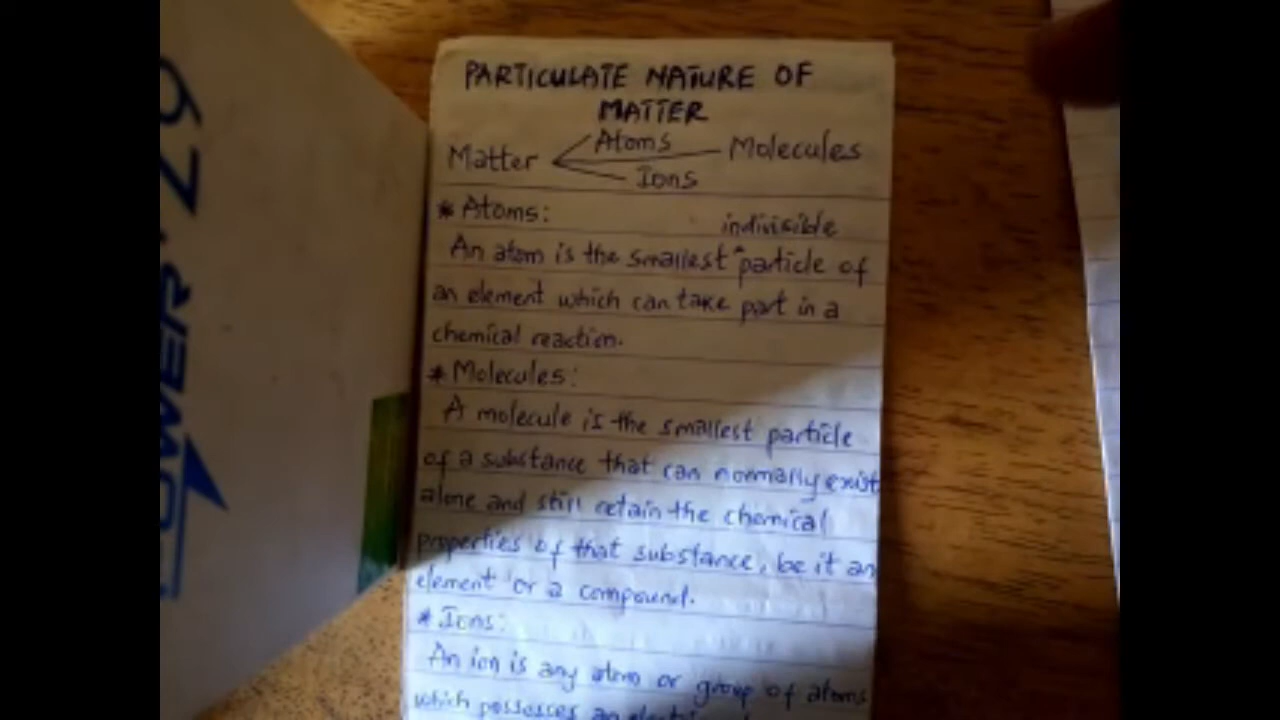 PARTICULATE NATURE OF
MATTER
Matter Atoms Molecules
Ions
* Atoms:
indivisible
An atom is the smallest ^ particle of
an element which can take part in a
chemical reaction.
* Molecules:
A molecule is the smallest particle
of a substance that can normally exist
alone and still retain the chemical
properties of that substance, be it an
element or a compound.
* Ions:
An ion is any atom or group of atoms
which possesses an